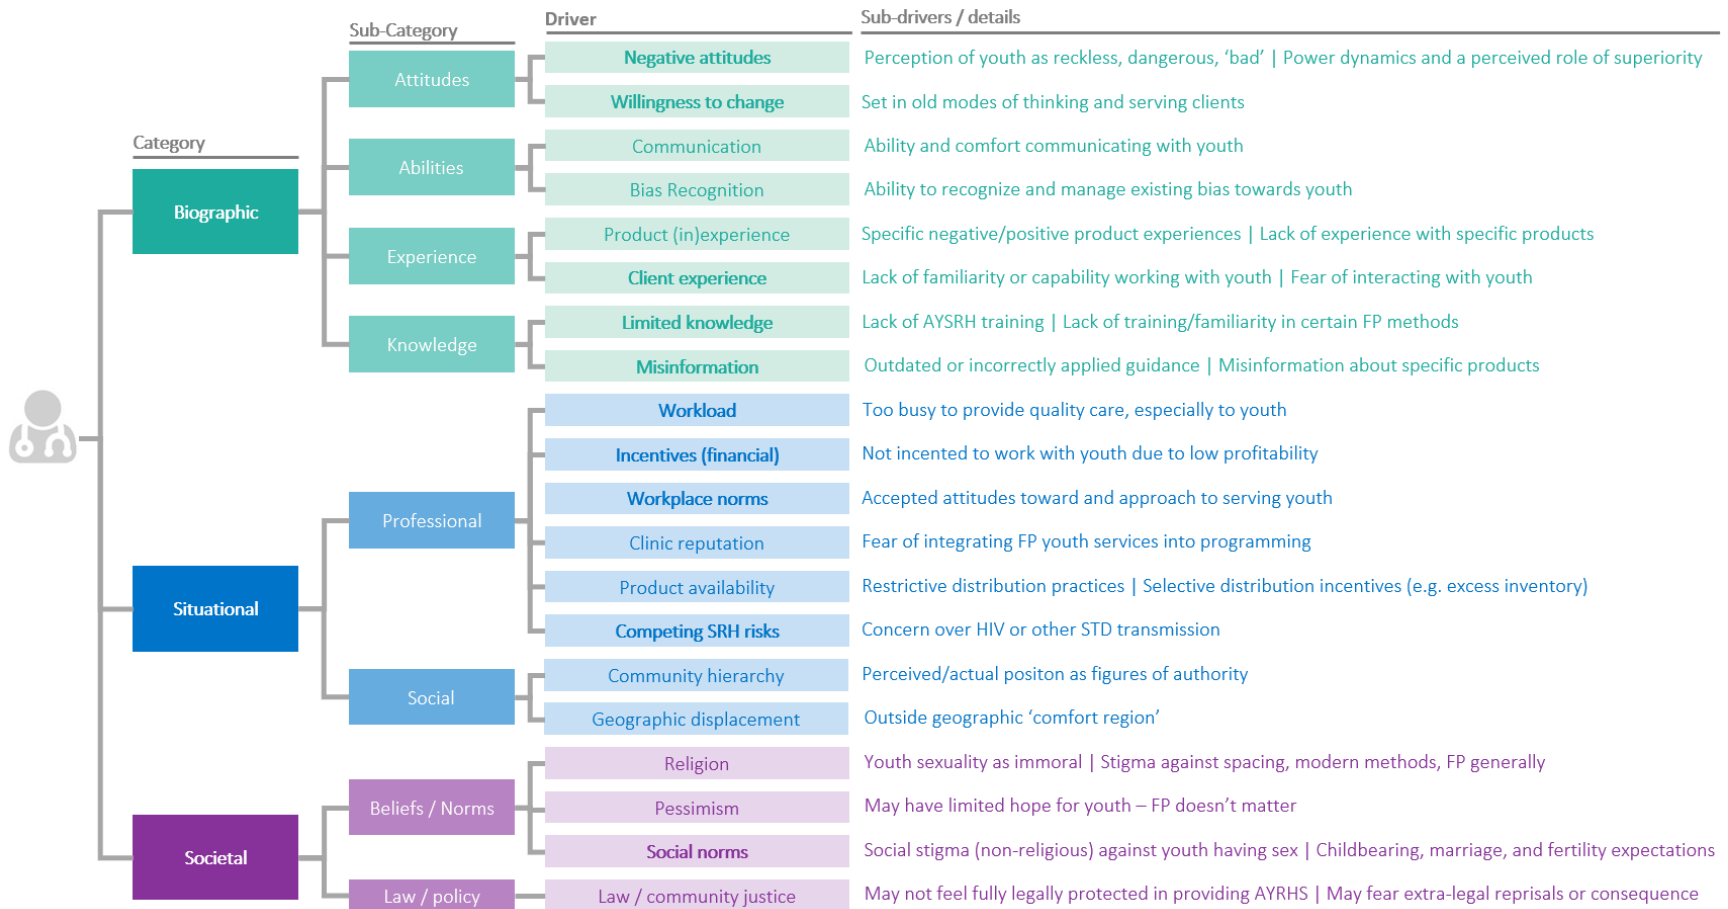 Driver
Sub-drivers / details
Sub-Category
Negative attitudes
Perception of youth as reckless, dangerous, ‘bad’ | Power dynamics and a perceived role of superiority
Attitudes
Willingness to change
Set in old modes of thinking and serving clients
Category
Communication
Ability and comfort communicating with youth
Abilities
Bias Recognition
Ability to recognize and manage existing bias towards youth
Biographic
Product (in)experience
Specific negative/positive product experiences | Lack of experience with specific products
Experience
Client experience
Lack of familiarity or capability working with youth | Fear of interacting with youth
Limited knowledge
Lack of AYSRH training | Lack of training/familiarity in certain FP methods
Knowledge
Misinformation
Outdated or incorrectly applied guidance | Misinformation about specific products
Workload
Too busy to provide quality care, especially to youth
Incentives (financial)
Not incented to work with youth due to low profitability
Workplace norms
Accepted attitudes toward and approach to serving youth
Professional
Clinic reputation
Fear of integrating FP youth services into programming
Product availability
Restrictive distribution practices | Selective distribution incentives (e.g. excess inventory)
Situational
Competing SRH risks
Concern over HIV or other STD transmission
Community hierarchy
Perceived/actual positon as figures of authority
Social
Geographic displacement
Outside geographic ‘comfort region’
Religion
Youth sexuality as immoral | Stigma against spacing, modern methods, FP generally
Beliefs / Norms
Pessimism
May have limited hope for youth – FP doesn’t matter
Societal
Social norms
Social stigma (non-religious) against youth having sex | Childbearing, marriage, and fertility expectations
Law / policy
Law / community justice
May not feel fully legally protected in providing AYRHS | May fear extra-legal reprisals or consequence